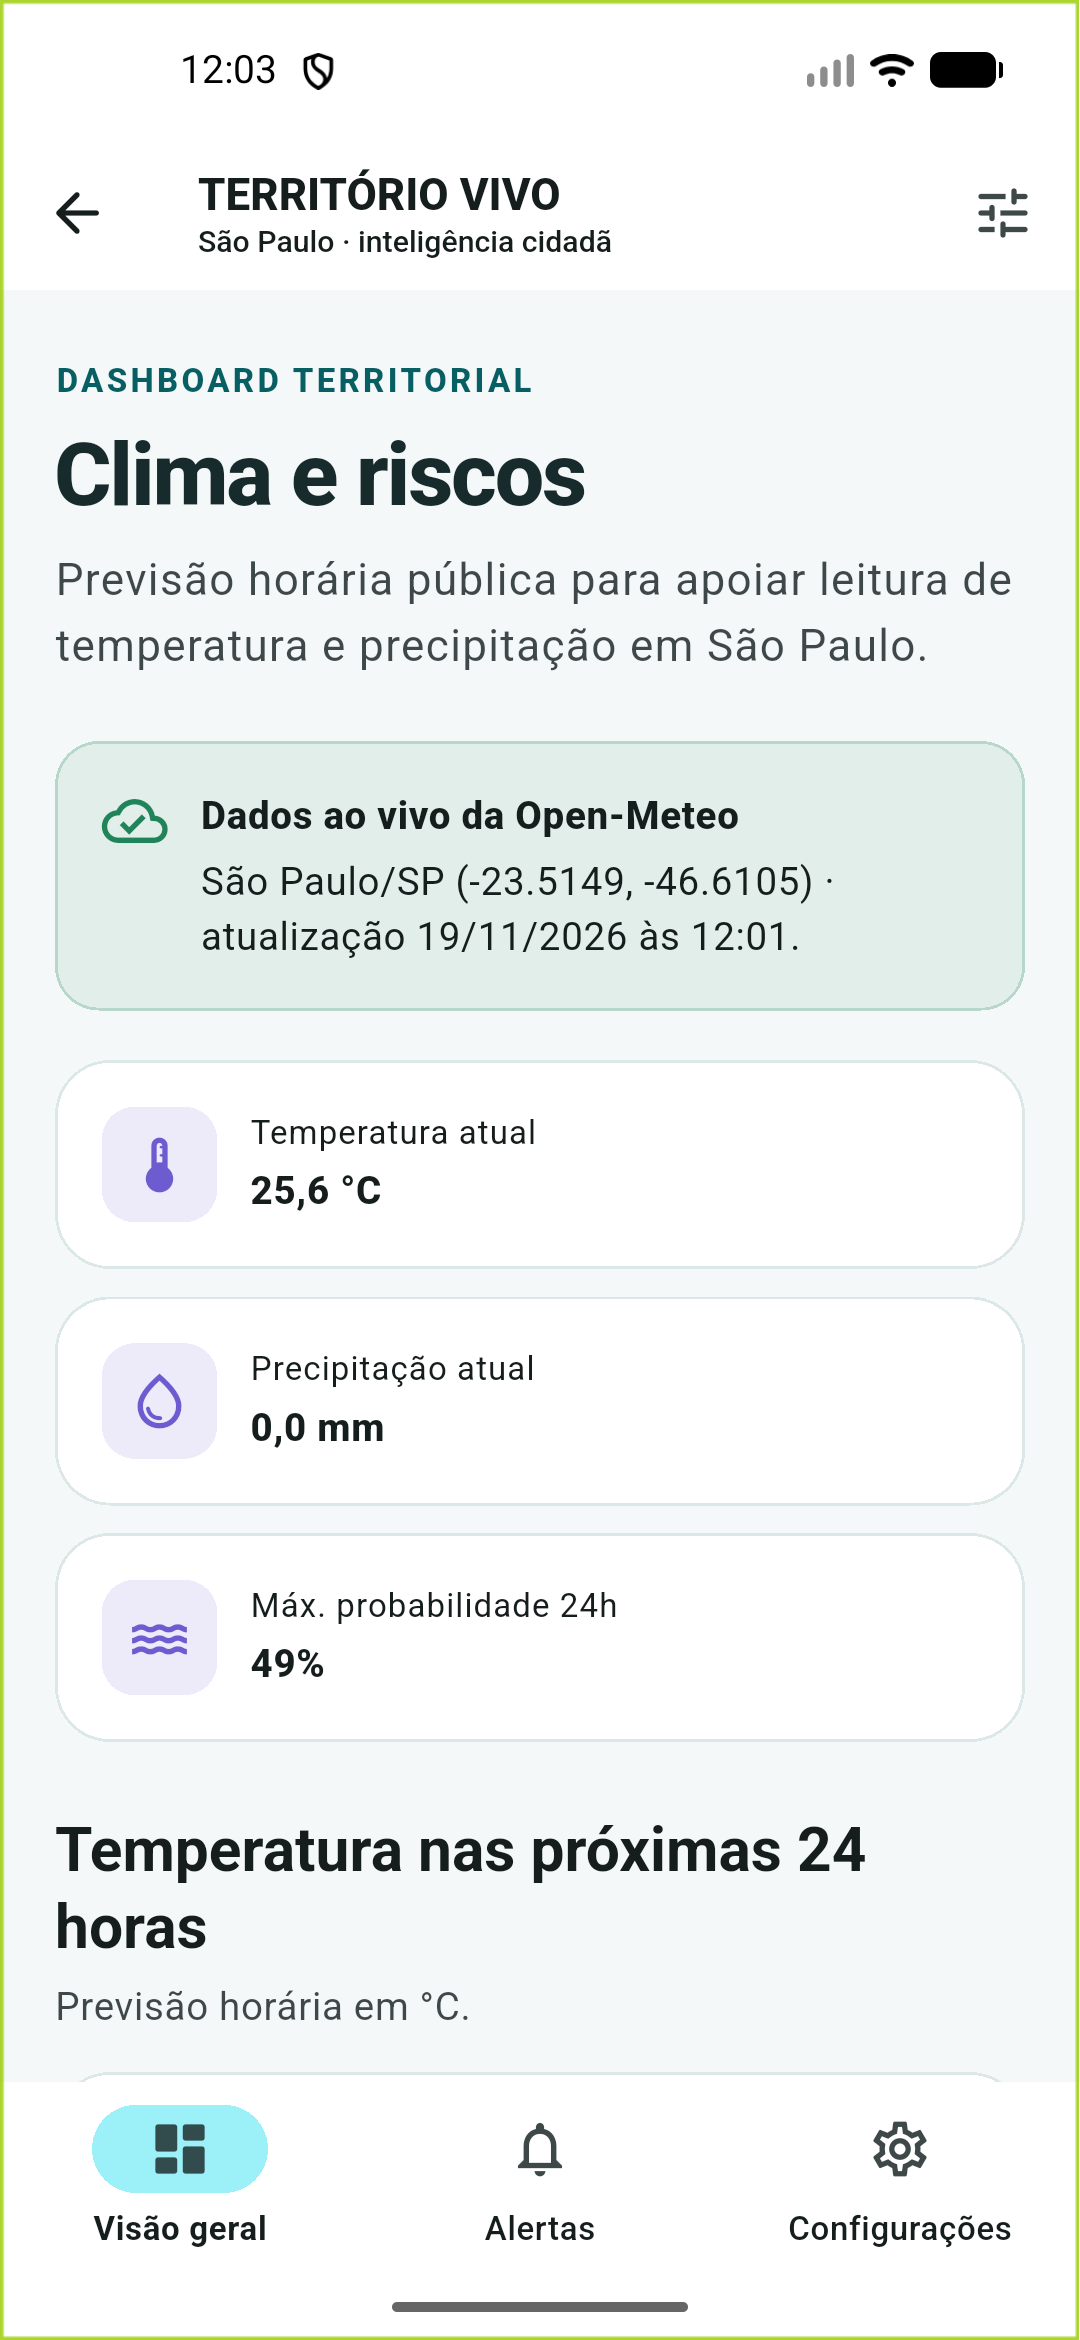 12:03
TERRITÓRIO VIVO
São Paulo · inteligência cidadã
DASHBOARD TERRITORIAL
Clima e riscos
Previsão horária pública para apoiar leitura de
temperatura e precipitação em São Paulo.
Dados ao vivo da Open-Meteo
São Paulo/SP (-23.5149, -46.6105) ·
atualização 19/11/2026 às 12:01.
Temperatura atual
25,6 °C
Precipitação atual
0,0 mm
Máx. probabilidade 24h
49%
Temperatura nas próximas 24
horas
Previsão horária em °C.
Visão geral
Alertas
Configurações